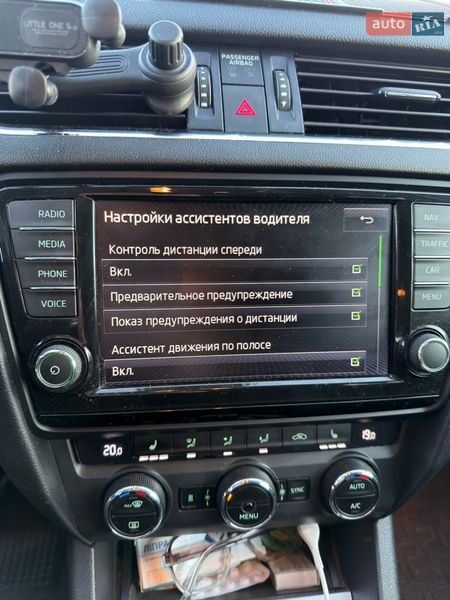 LITTLE ONE S
auto RIA
PASSENGER
AIRBAG
RADIO
MEDIA
PHONE
VOICE
Настройки ассистентов водителя
Контроль дистанции спереди
Вкл.
Предварительное предупреждение
Показ предупреждения о дистанции
Ассистент движения по полосе
Вкл.
NAV
TRAFFIC
CAR
MENU
20.0
19.0
MAX
MENU
SYNC
AUTO
A/C